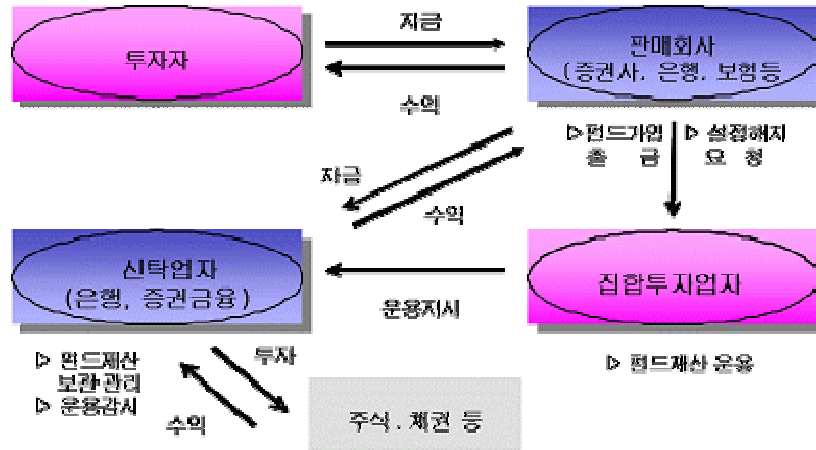 자금
투자자
판매회사
(증권사. 은행. 보험등
수익
▷펀드가입 ▷ 설정해지
출 금 요 청
자금
수익
신탁업자
(은행, 증권금융)
집합투자업자
운용지시
▷ 펀드재산
보관·관리
▷ 운용감시
투자
수익
▷ 펀드재산 운용
주식.채권 등